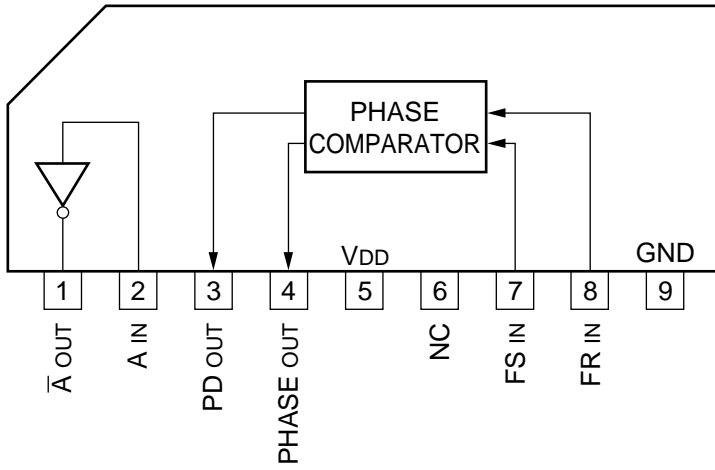 PHASE
COMPARATOR
VDD
GND
1 2 3 4 5 6 7 8 9
A̅ OUT
A IN
PD OUT
PHASE OUT
NC
FS IN
FR IN